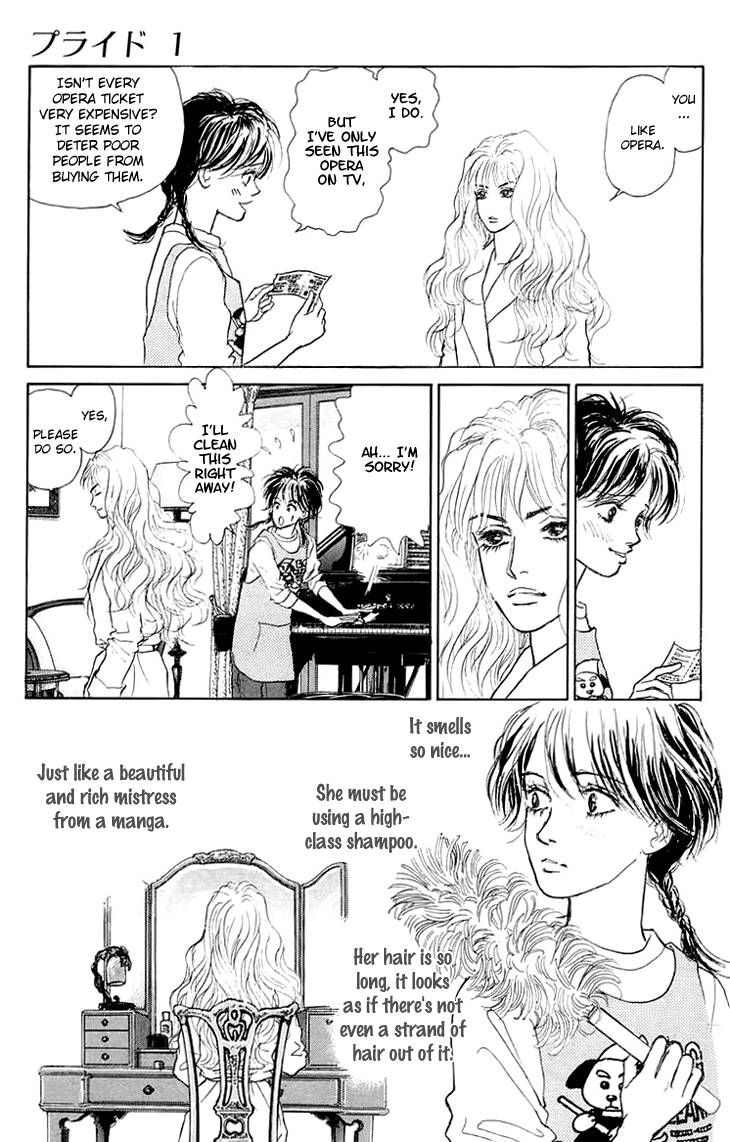 プライド 1
YOU
...
LIKE
OPERA.
YES,
I DO.
BUT
I'VE ONLY
SEEN THIS
OPERA
ON TV,
ISN'T EVERY
OPERA TICKET
VERY EXPENSIVE?
IT SEEMS TO
DETER POOR
PEOPLE FROM
BUYING THEM.
AH... I'M
SORRY!
I'LL
CLEAN
THIS
RIGHT
AWAY!
YES,
PLEASE
DO SO.
It smells
so nice...
She must be
using a high-
class shampoo.
Just like a beautiful
and rich mistress
from a manga.
Her hair is so
long, it looks
as if there's not
even a strand of
hair out of it!